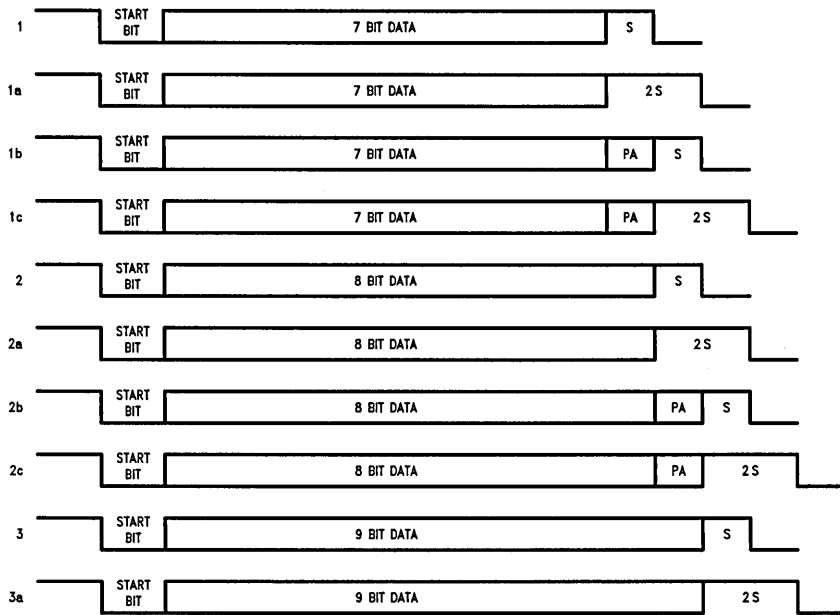 1 START BIT 7 BIT DATA S
1a START BIT 7 BIT DATA 2S
1b START BIT 7 BIT DATA PA S
1c START BIT 7 BIT DATA PA 2S
2 START BIT 8 BIT DATA S
2a START BIT 8 BIT DATA 2S
2b START BIT 8 BIT DATA PA S
2c START BIT 8 BIT DATA PA 2S
3 START BIT 9 BIT DATA S
3a START BIT 9 BIT DATA 2S